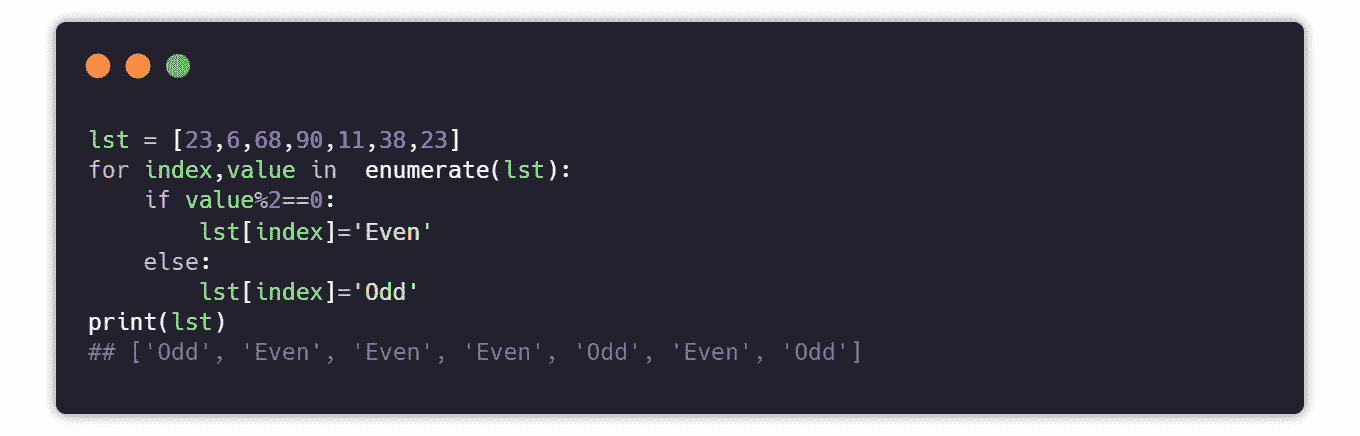 lst = [23,6,68,90,11,38,23]
for index,value in  enumerate(lst):
    if value%2==0:
        lst[index]='Even'
    else:
        lst[index]='Odd'
print(lst)
## ['Odd', 'Even', 'Even', 'Even', 'Odd', 'Even', 'Odd']